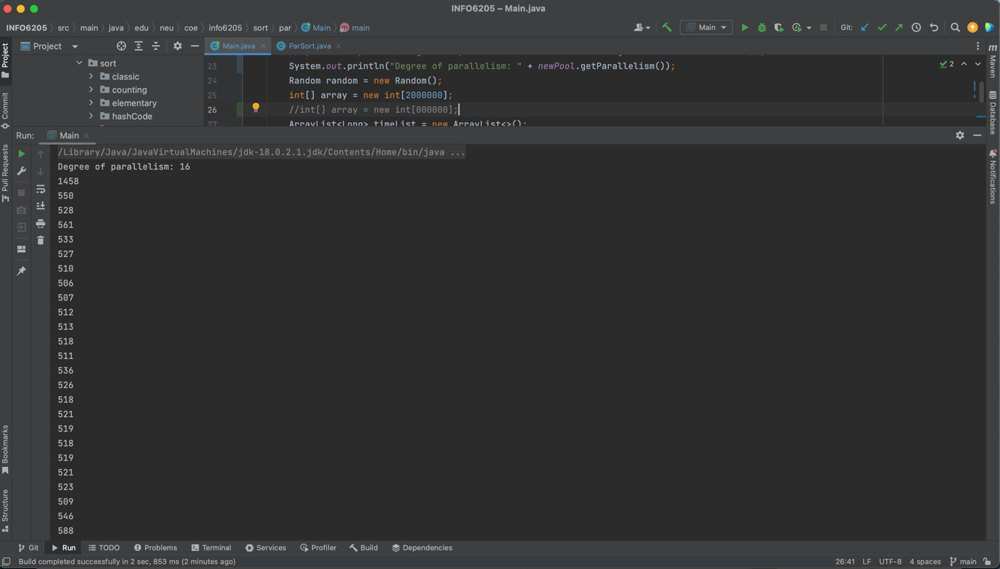 INFO6205 – Main.java
INFO6205 src main java edu neu coe info6205 sort par Main main
Main Git:
Project
Main.java ParSort.java
sort
classic
counting
elementary
hashCode
23 System.out.println("Degree of parallelism: " + newPool.getParallelism());
24 Random random = new Random();
25 int[] array = new int[2000000];
26 //int[] array = new int[000000];
27 ArrayList<Long> timeList = new ArrayList<>();
2
Run: Main
/Library/Java/JavaVirtualMachines/jdk-18.0.2.1.jdk/Contents/Home/bin/java ...
Degree of parallelism: 16
1458
550
528
561
533
527
510
506
507
512
513
518
511
536
526
518
521
519
518
519
521
523
509
546
588
Project
Commit
Pull Requests
Bookmarks
Structure
m
Maven
Database
Notifications
Git Run TODO Problems Terminal Services Profiler Build Dependencies
Build completed successfully in 2 sec, 853 ms (2 minutes ago)
26:41 LF UTF-8 4 spaces main